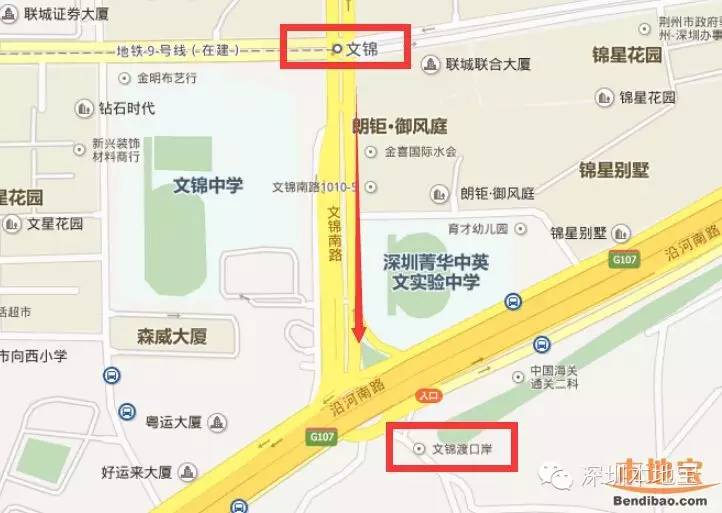 联城证券大厦
荆州市政府驻
深圳办事
地铁9号线（在建）
文锦
锦星花园
金明布艺行
联城联合大厦
钻石时代
锦星花园
朗钜·御风庭
新兴装饰
材料商行
金喜国际水会
锦星别墅
文锦中学
文锦南路1010-5
星花园
朗钜·御风庭
文锦南路
文星花园
育才幼儿园
锦星别墅
沿河南路
深圳菁华中英
文实验中学
G107
活超市
森威大厦
市向西小学
中国海关
通关二科
沿河南路
入口
粤运大厦
G107
文锦渡口岸
好运来大厦
深圳本地宝
本地宝
Bendibao.com